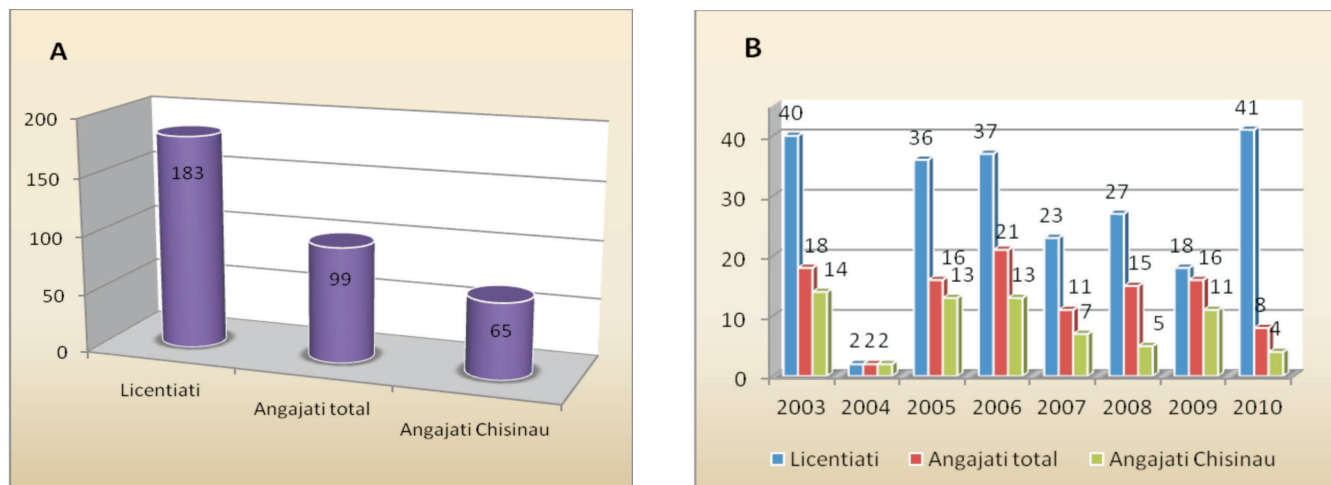 A
200
150
100
50
0
183
99
65
Licentiati
Angajati total
Angajati Chisinau
B
40
30
20
10
0
40 18 14
2 2 2
36 16 13
37 21 13
23 11 7
27 15 5
18 16 11
41 8 4
2003 2004 2005 2006 2007 2008 2009 2010
Licentiati Angajati total Angajati Chisinau